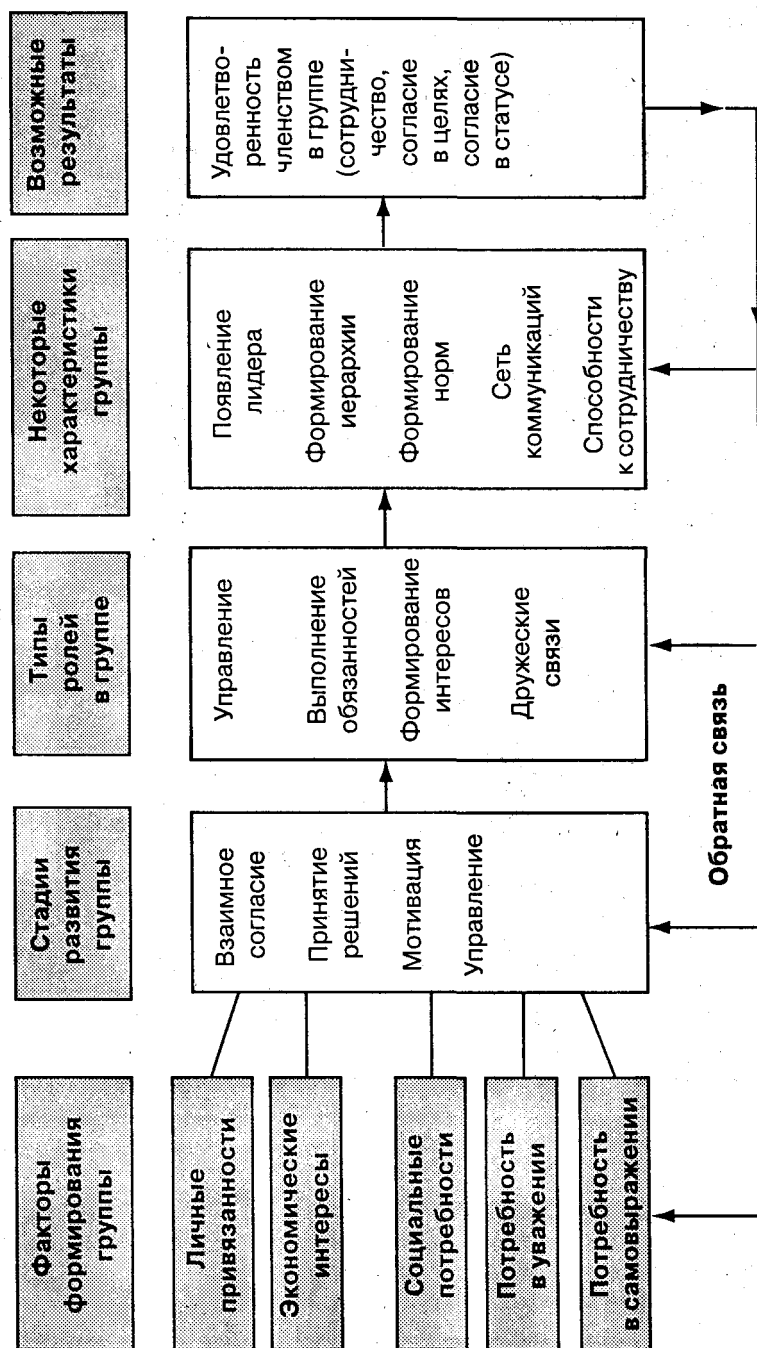 Факторы
формирования
группы
Стадии
развития
группы
Типы
ролей
в группе
Некоторые
характеристики
группы
Возможные
результаты
Личные
привязанности
Экономические
интересы
Социальные
потребности
Потребность
в уважении
Потребность
в самовыражении
Взаимное
согласие
Принятие
решений
Мотивация
Управление
Управление
Выполнение
обязанностей
Формирование
интересов
Дружеские
связи
Появление
лидера
Формирование
иерархии
Формирование
норм
Сеть
коммуникаций
Способности
к сотрудничеству
Удовлетво-
ренность
членством
в группе
(сотрудни-
чество,
согласие
в целях,
согласие
в статусе)
Обратная связь